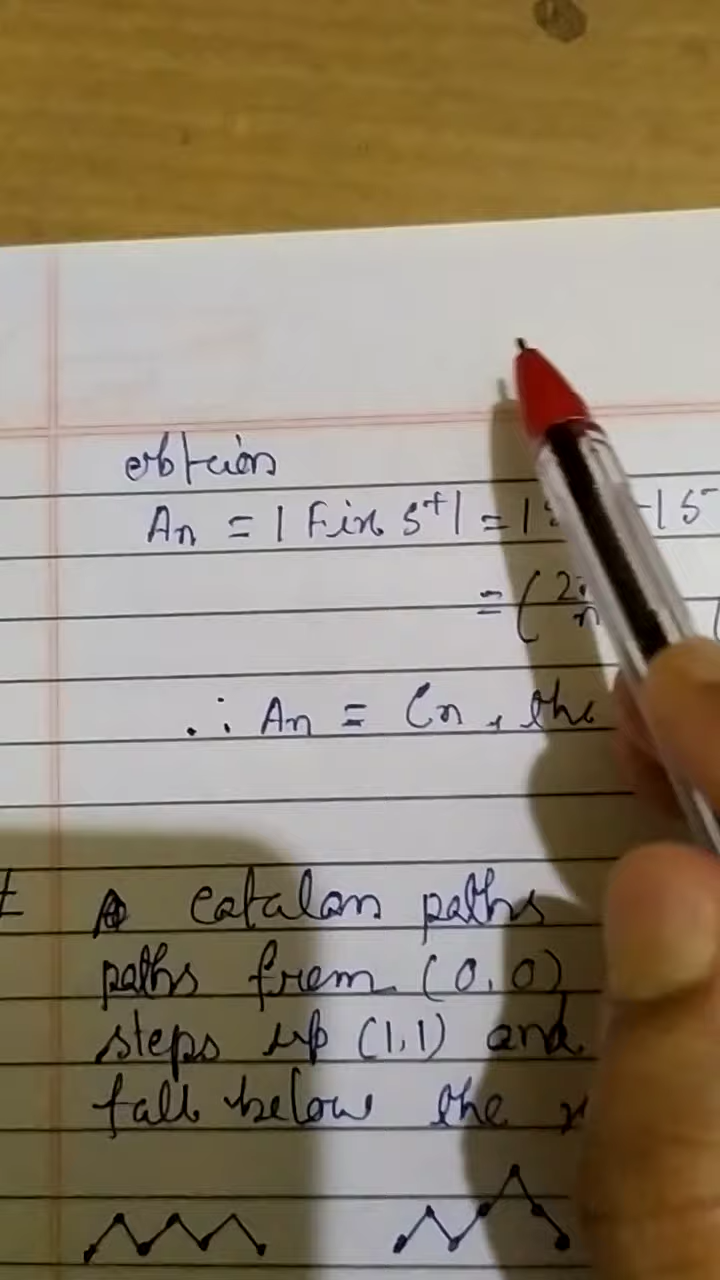 obtain
An = | Fix S⁺| = | - | S⁻
= ( 2 n
∴ An = Cn, the
A catalan paths
paths from (0,0)
steps up (1,1) and
fall below the x